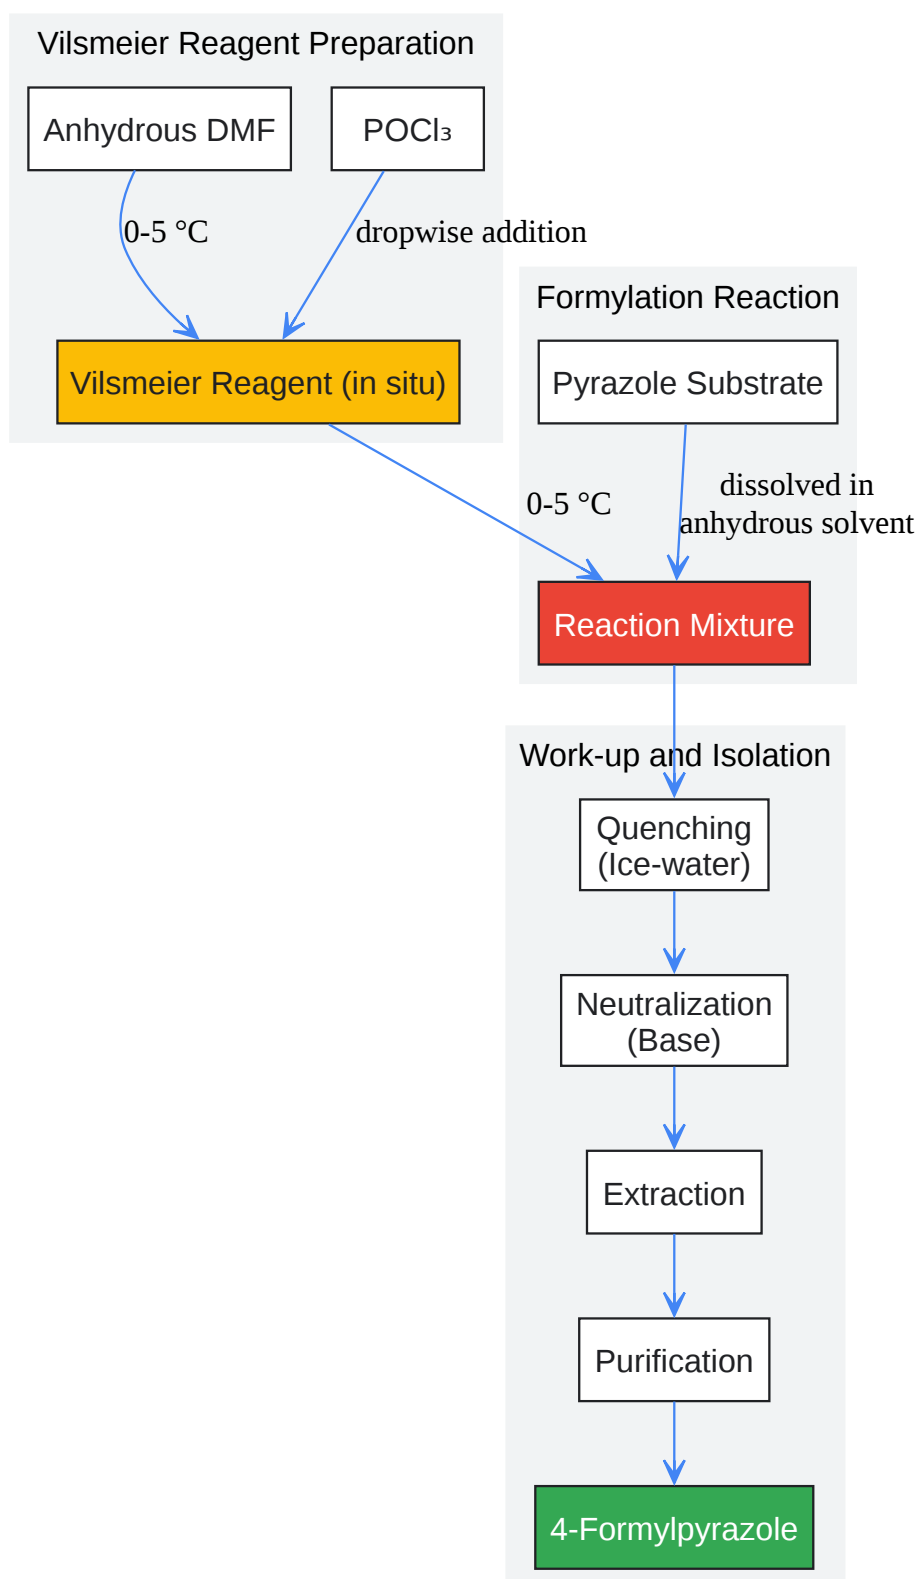 Vilsmeier Reagent Preparation
Anhydrous DMF
POCl₃
0-5 °C
dropwise addition
Vilsmeier Reagent (in situ)
Formylation Reaction
Pyrazole Substrate
0-5 °C
dissolved in
anhydrous solvent
Reaction Mixture
Work-up and Isolation
Quenching
(Ice-water)
Neutralization
(Base)
Extraction
Purification
4-Formylpyrazole